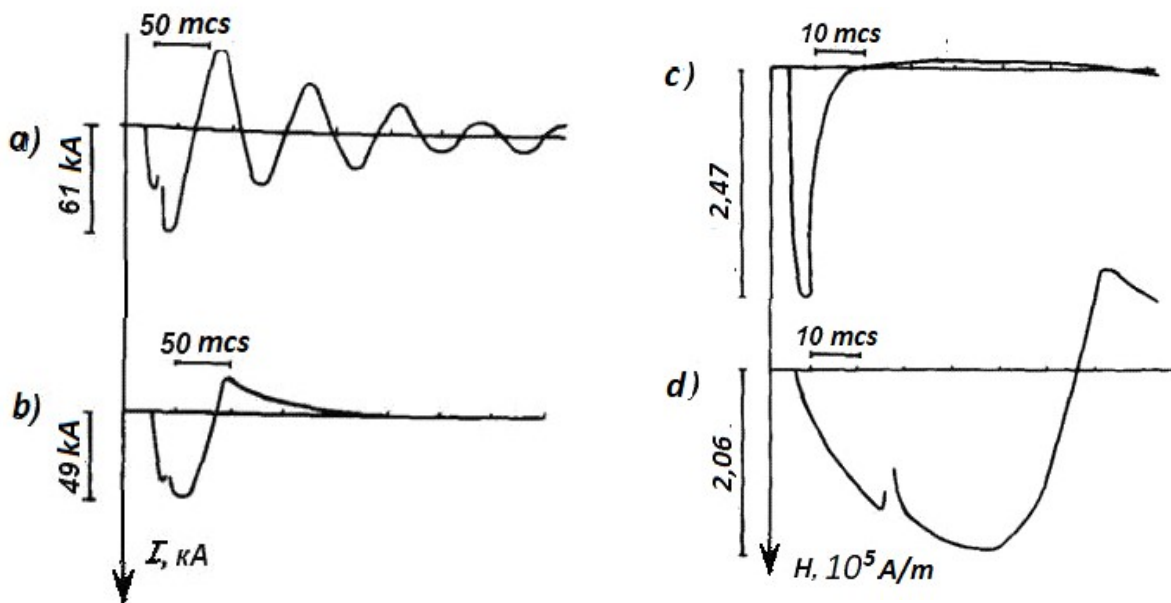 50 mcs
a)
61 kA
50 mcs
b)
49 kA
I, кА
10 mcs
c)
2,47
10 mcs
d)
2,06
H, 10⁵ A/m